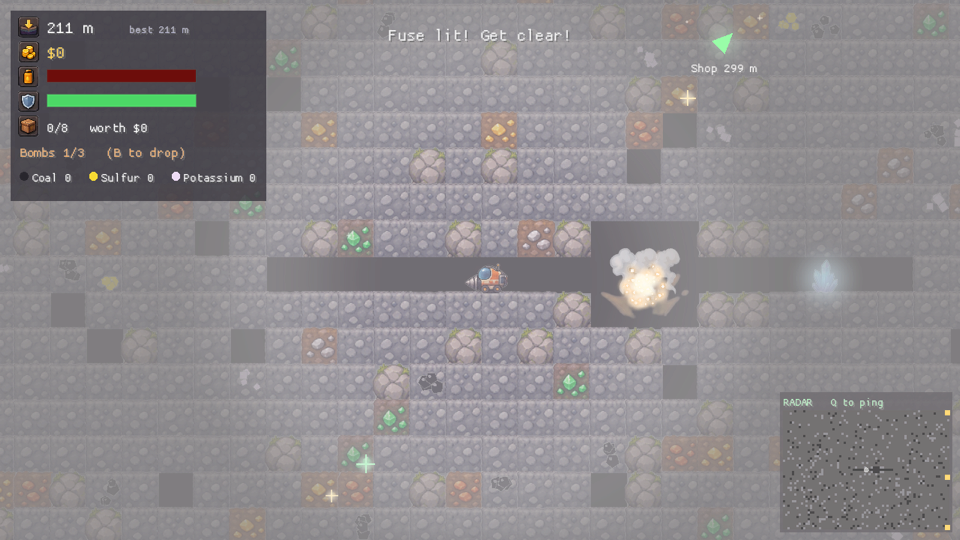 211 m best 211 m
$0
0/8 worth $0
Bombs 1/3 (B to drop)
Coal 0 Sulfur 0 Potassium 0
Fuse lit! Get clear!
Shop 299 m
RADAR Q to ping